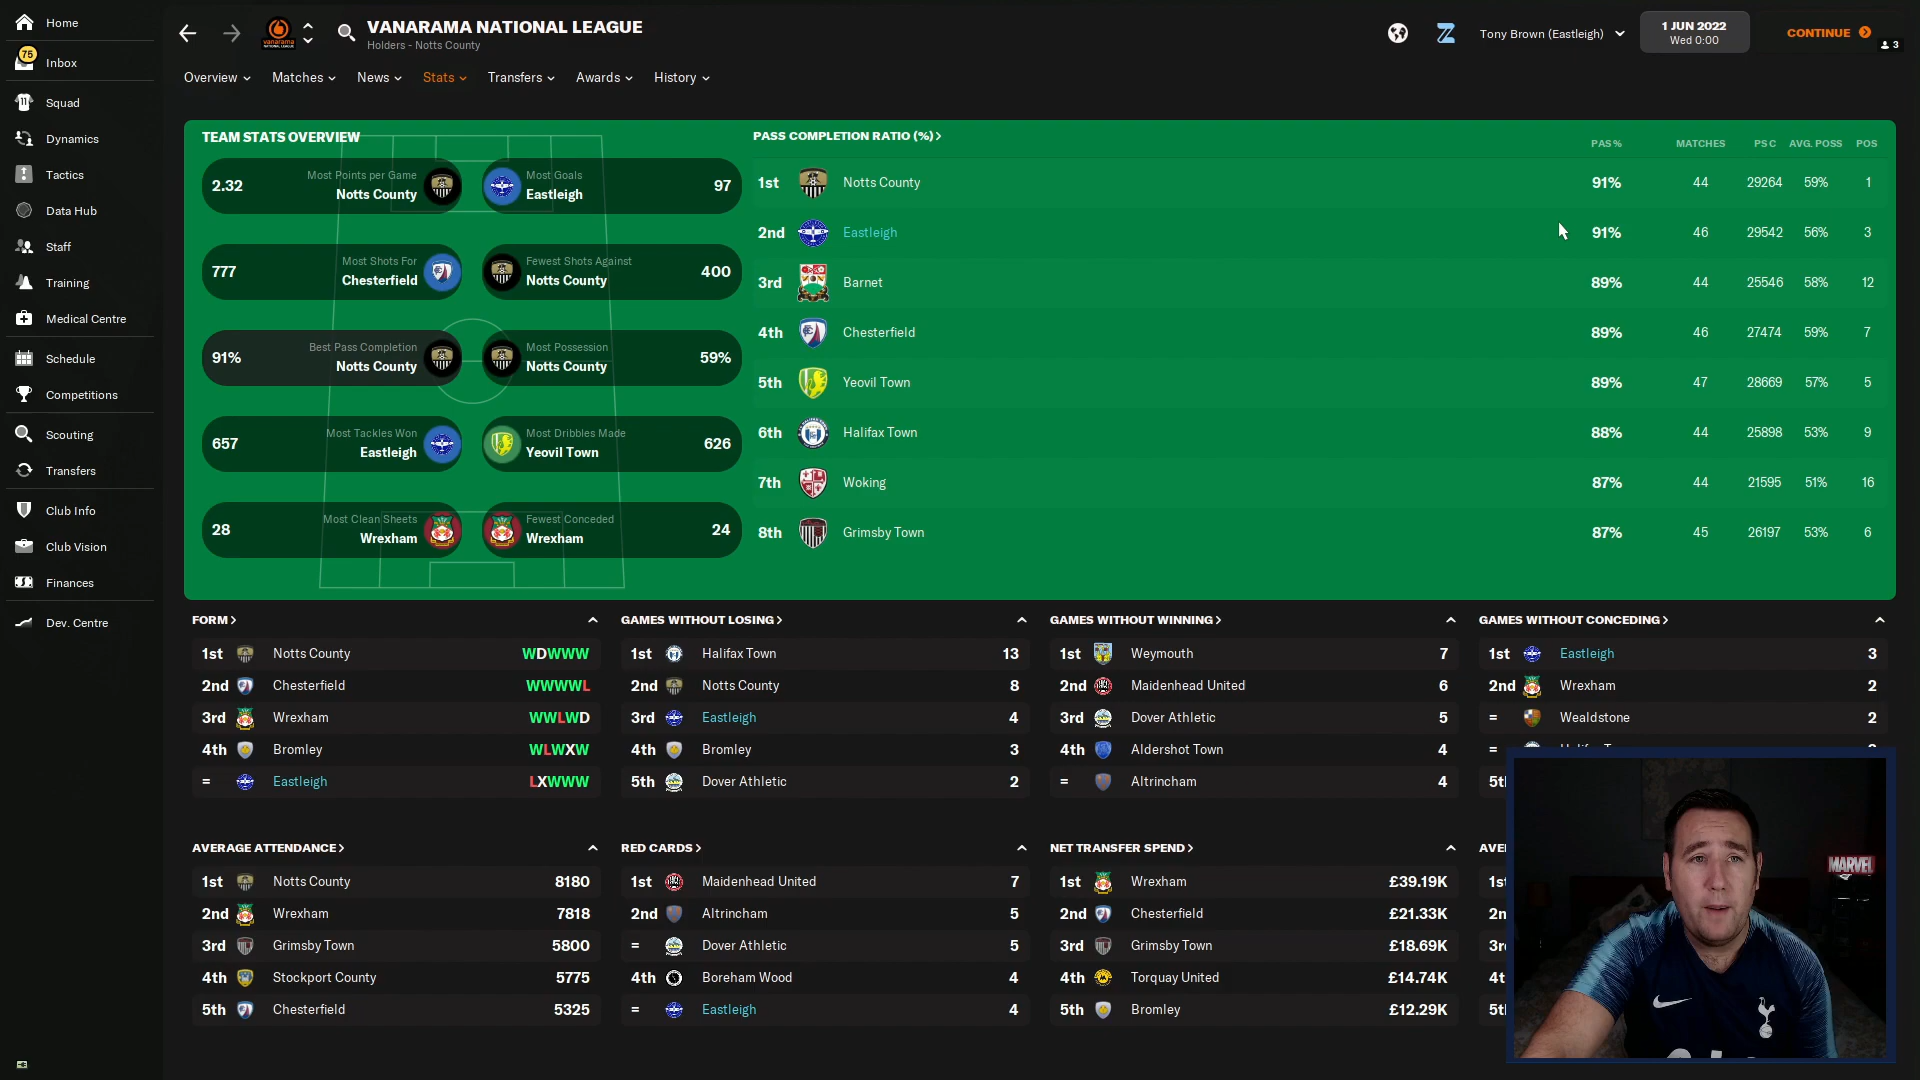 Home
75
Inbox
Squad
Dynamics
Tactics
Data Hub
Staff
Training
Medical Centre
Schedule
Competitions
Scouting
Transfers
Club Info
Club Vision
Finances
Dev. Centre
VANARAMA NATIONAL LEAGUE
Holders - Notts County
Tony Brown (Eastleigh)
1 JUN 2022
Wed 0:00
CONTINUE
3
Overview Matches News Stats Transfers Awards History
TEAM STATS OVERVIEW
2.32 Most Points per Game Notts County
Most Goals Eastleigh 97
777 Most Shots For Chesterfield
Fewest Shots Against Notts County 400
91% Best Pass Completion Notts County
Most Possession Notts County 59%
657 Most Tackles Won Eastleigh
Most Dribbles Made Yeovil Town 626
28 Most Clean Sheets Wrexham
Fewest Conceded Wrexham 24
PASS COMPLETION RATIO (%)>
PAS % MATCHES PS C AVG. POSS POS
1st Notts County 91% 44 29264 59% 1
2nd Eastleigh 91% 46 29542 56% 3
3rd Barnet 89% 44 25546 58% 12
4th Chesterfield 89% 46 27474 59% 7
5th Yeovil Town 89% 47 28669 57% 5
6th Halifax Town 88% 44 25898 53% 9
7th Woking 87% 44 21595 51% 16
8th Grimsby Town 87% 45 26197 53% 6
FORM>
1st Notts County WDWWW
2nd Chesterfield WWWWL
3rd Wrexham WWLWD
4th Bromley WLWXW
= Eastleigh LXWWW
GAMES WITHOUT LOSING>
1st Halifax Town 13
2nd Notts County 8
3rd Eastleigh 4
4th Bromley 3
5th Dover Athletic 2
GAMES WITHOUT WINNING>
1st Weymouth 7
2nd Maidenhead United 6
3rd Dover Athletic 5
4th Aldershot Town 4
= Altrincham 4
GAMES WITHOUT CONCEDING>
1st Eastleigh 3
2nd Wrexham 2
= Wealdstone 2
=
AVERAGE ATTENDANCE>
1st Notts County 8180
2nd Wrexham 7818
3rd Grimsby Town 5800
4th Stockport County 5775
5th Chesterfield 5325
RED CARDS>
1st Maidenhead United 7
2nd Altrincham 5
= Dover Athletic 5
4th Boreham Wood 4
= Eastleigh 4
NET TRANSFER SPEND>
1st Wrexham £39.19K
2nd Chesterfield £21.33K
3rd Grimsby Town £18.69K
4th Torquay United £14.74K
5th Bromley £12.29K
MARVEL